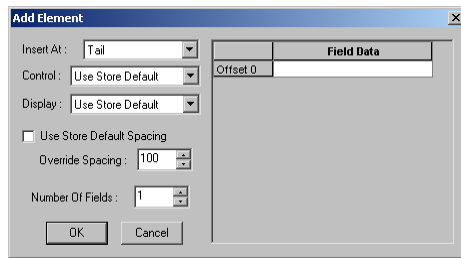 Add Element
Insert At : Tail
Control : Use Store Default
Display : Use Store Default
Use Store Default Spacing
Override Spacing : 100
Number Of Fields : 1
OK Cancel
Field Data
Offset 0